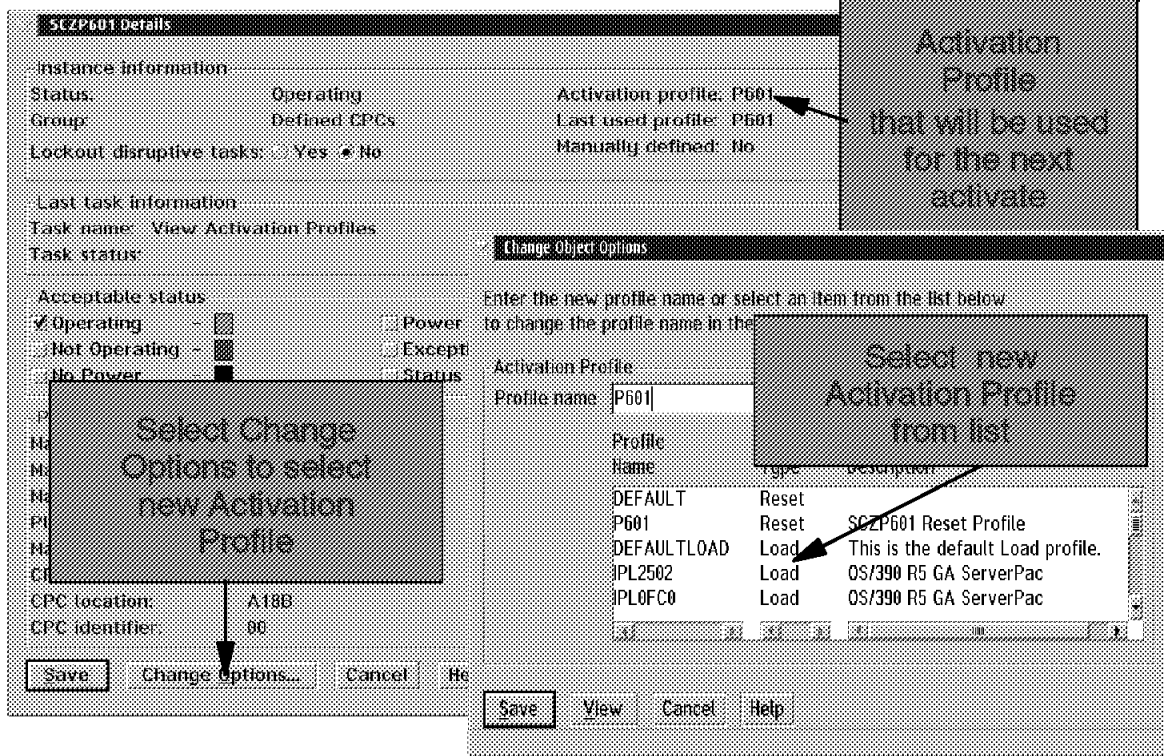 SCZP601 Details
Instance information
Status: Operating Activation profile: P601
Group: Defined CPCs Last used profile: P601
Lockout disruptive tasks: Yes No Manually defined: No
Last task information
Task name: View Activation Profiles
Task status:
Acceptable status
Operating - Power
Not Operating - Except
No Power Status
CPC location: A18B
CPC identifier: 00
Save Change Options... Cancel He
Activation
Profile
that will be used
for the next
activate
Select Change
Options to select
new Activation
Profile
Change Object Options
Enter the new profile name or select an item from the list below
to change the profile name in the
Activation Profile
Profile name P601
Select new
Activation Profile
from list
Profile
Name Type Description
DEFAULT Reset
P601 Reset SCZP601 Reset Profile
DEFAULTLOAD Load This is the default Load profile.
IPL2502 Load OS/390 R5 GA ServerPac
IPL0FC0 Load OS/390 R5 GA ServerPac
Save View Cancel Help